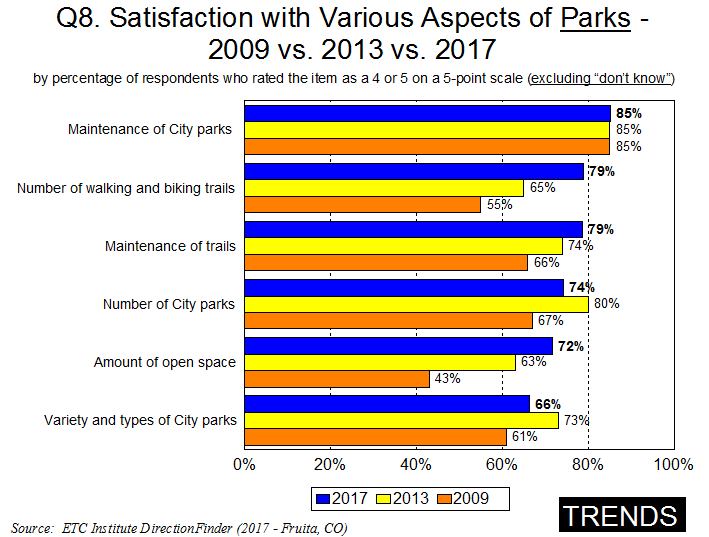 Q8. Satisfaction with Various Aspects of Parks -
2009 vs. 2013 vs. 2017
by percentage of respondents who rated the item as a 4 or 5 on a 5-point scale (excluding “don’t know”)
85%
Maintenance of City parks 85%
85%
79%
Number of walking and biking trails 65%
55%
79%
Maintenance of trails 74%
66%
74%
Number of City parks 80%
67%
72%
Amount of open space 63%
43%
66%
Variety and types of City parks 73%
61%
0% 20% 40% 60% 80% 100%
2017 2013 2009
TRENDS
Source: ETC Institute DirectionFinder (2017 - Fruita, CO)